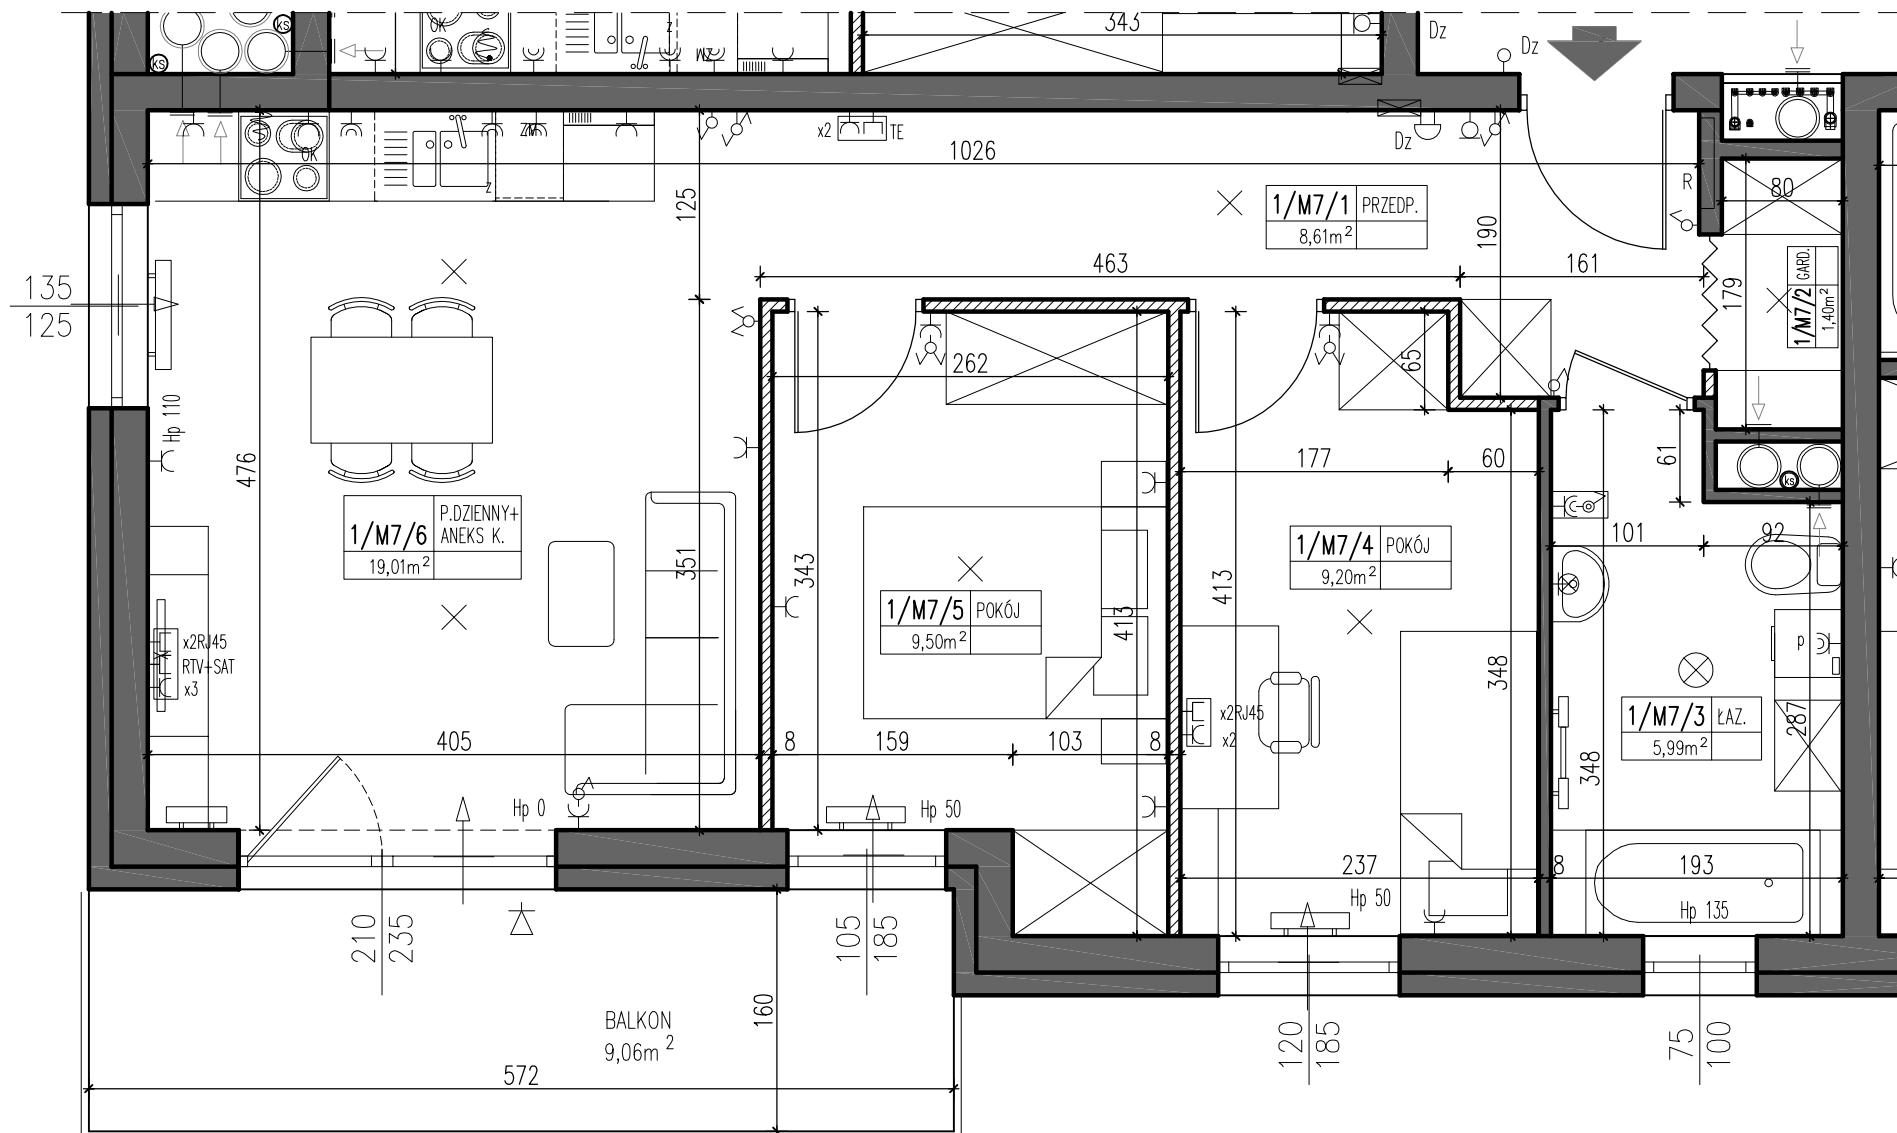 343
Dz
Dz
ks
ks
OK
z
ZM
OK
ZM
z
x2
TE
Dz
1026
125
1/M7/1 PRZEDP.
8,61m²
190
R
80
463
161
179
1/M7/2 GARD.
1,40m²
135
125
Hp 110
476
262
65
177
60
61
ks
1/M7/6 P.DZIENNY+
ANEKS K.
19,01m²
351
343
413
413
1/M7/4 POKÓJ
9,20m²
101
92
1/M7/5 POKÓJ
9,50m²
x2RJ45
RTV+SAT
x3
348
p
1/M7/3 ŁAZ.
5,99m²
287
x2RJ45
x2
348
405
8
159
103
8
Hp 0
Hp 50
237
8
193
Hp 50
Hp 135
210
235
105
185
120
185
75
100
BALKON
9,06m²
160
572